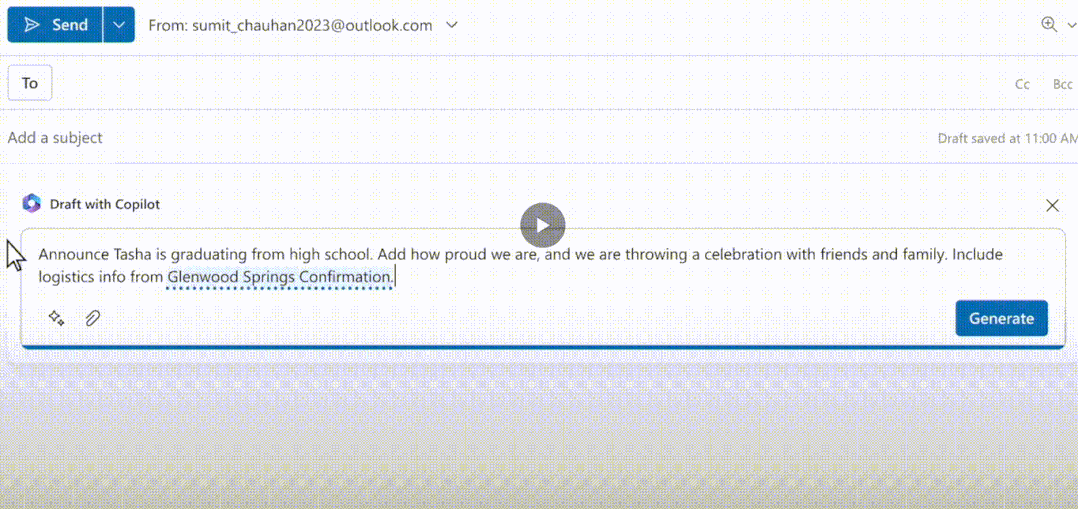 Send From: sumit_chauhan2023@outlook.com
To Cc Bcc
Add a subject Draft saved at 11:00 AM
Draft with Copilot
Announce Tasha is graduating from high school. Add how proud we are, and we are throwing a celebration with friends and family. Include
logistics info from Glenwood Springs Confirmation.
Generate